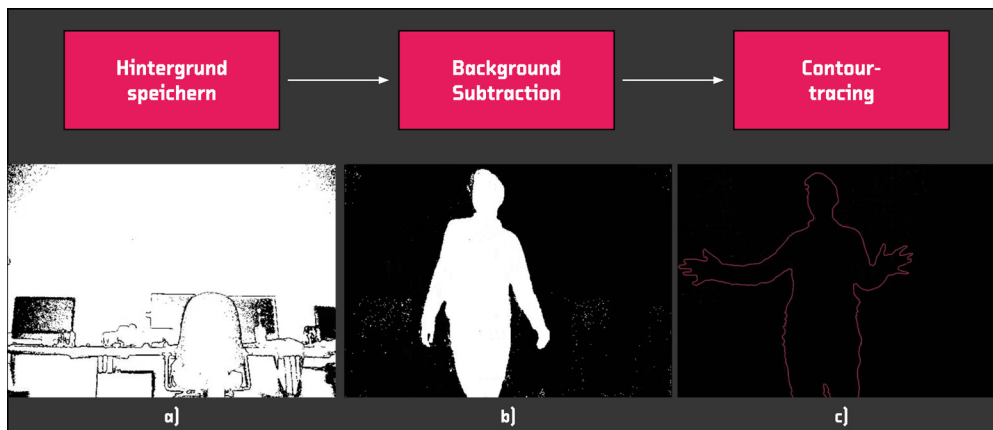 Hintergrund
speichern
Background
Subtraction
Contour-
tracing
a)
b)
c)